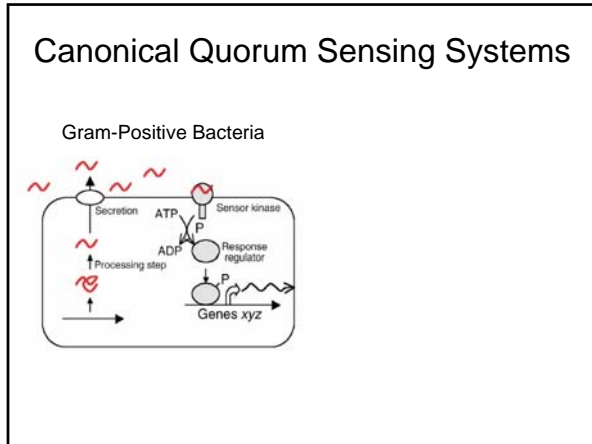 Canonical Quorum Sensing Systems
Gram-Positive Bacteria
Secretion
Sensor kinase
ATP
P
ADP
Response
regulator
Processing step
P
Genes xyz